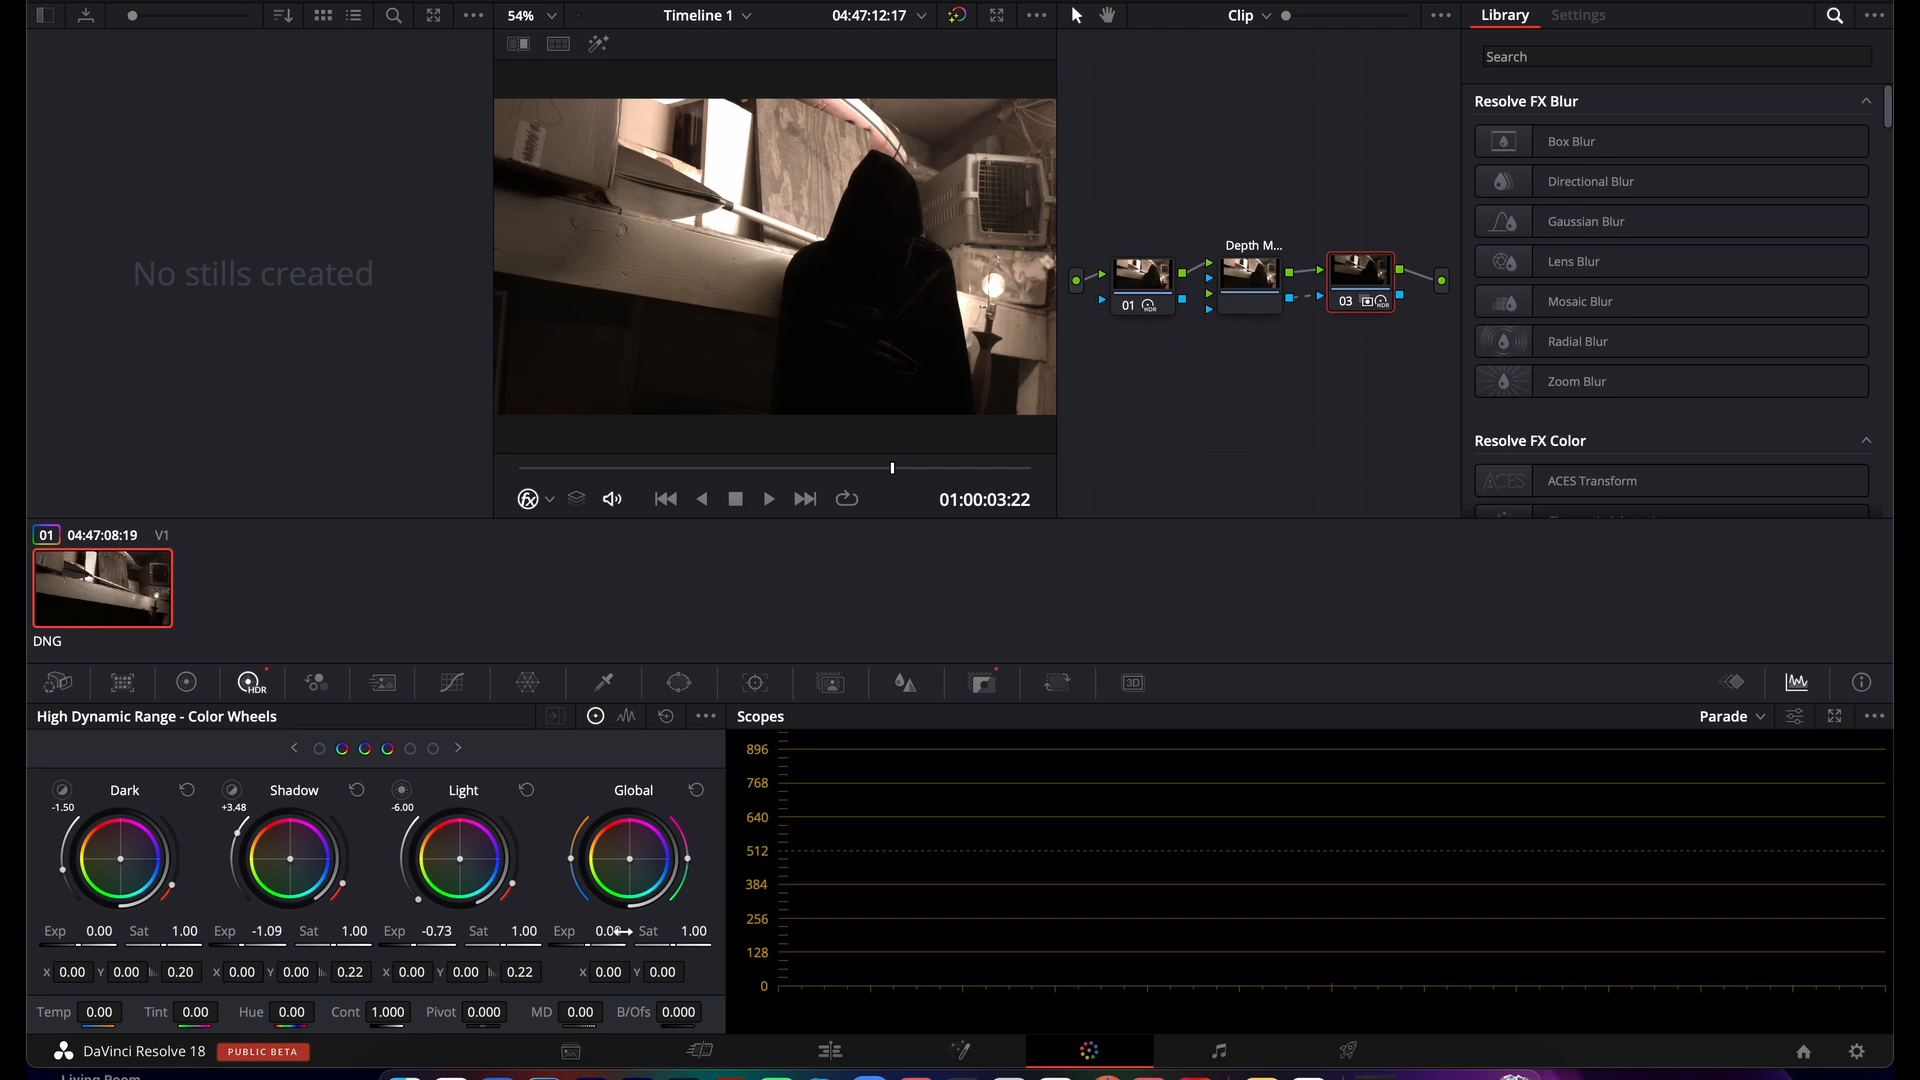 54%
Timeline 1
04:47:12:17
Clip
Library
Settings
Search
Resolve FX Blur
Box Blur
Directional Blur
Gaussian Blur
Lens Blur
Mosaic Blur
Radial Blur
Zoom Blur
Resolve FX Color
ACES
ACES Transform
No stills created
Depth M...
01
HDR
03
HDR
01:00:03:22
01 04:47:08:19 V1
DNG
HDR
3D
High Dynamic Range - Color Wheels
Scopes
Parade
Dark
-1.50
Shadow
+3.48
Light
-6.00
Global
Exp 0.00 Sat 1.00 Exp -1.09 Sat 1.00 Exp -0.73 Sat 1.00 Exp Sat 1.00
X 0.00 Y 0.00 0.20 X 0.00 Y 0.00 0.22 X 0.00 Y 0.00 0.22 X 0.00 Y 0.00
Temp 0.00 Tint 0.00 Hue 0.00 Cont 1.000 Pivot 0.000 MD 0.00 B/Ofs 0.000
896
768
640
512
384
256
128
0
DaVinci Resolve 18 PUBLIC BETA
Living Room